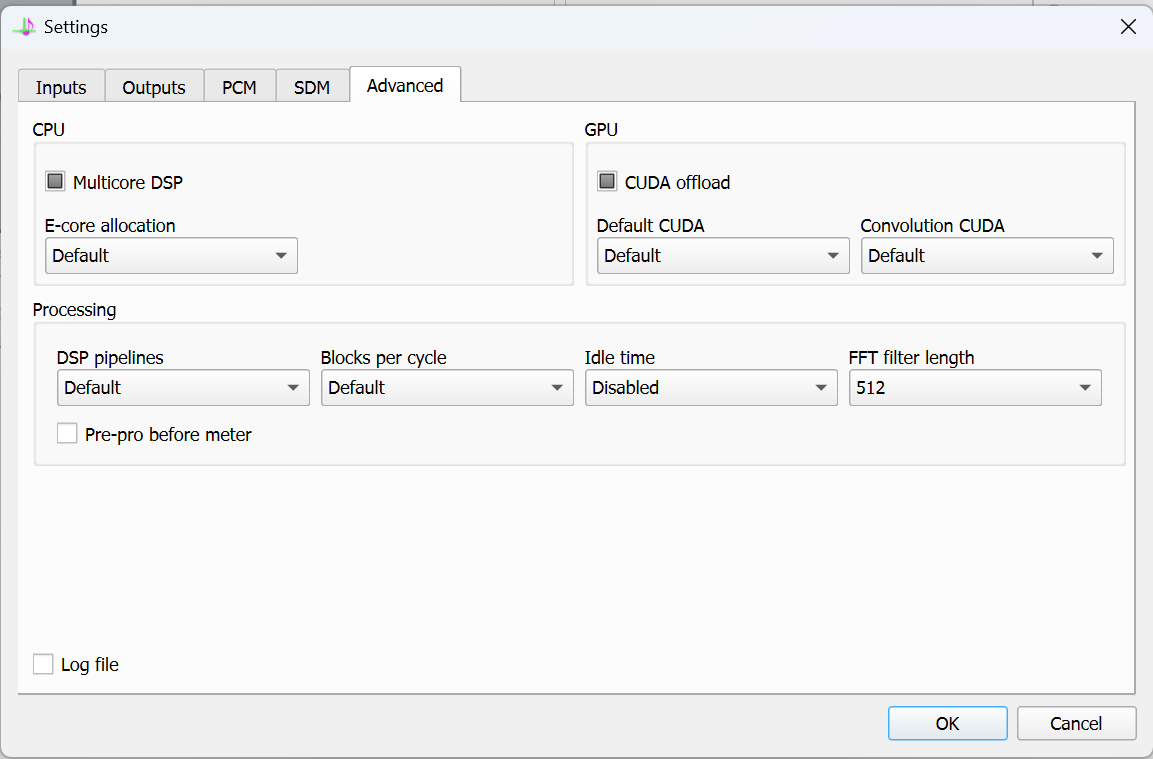 Settings
Inputs Outputs PCM SDM Advanced
CPU GPU
Multicore DSP CUDA offload
E-core allocation Default CUDA Convolution CUDA
Default Default Default
Processing
DSP pipelines Blocks per cycle Idle time FFT filter length
Default Default Disabled 512
Pre-pro before meter
Log file
OK Cancel